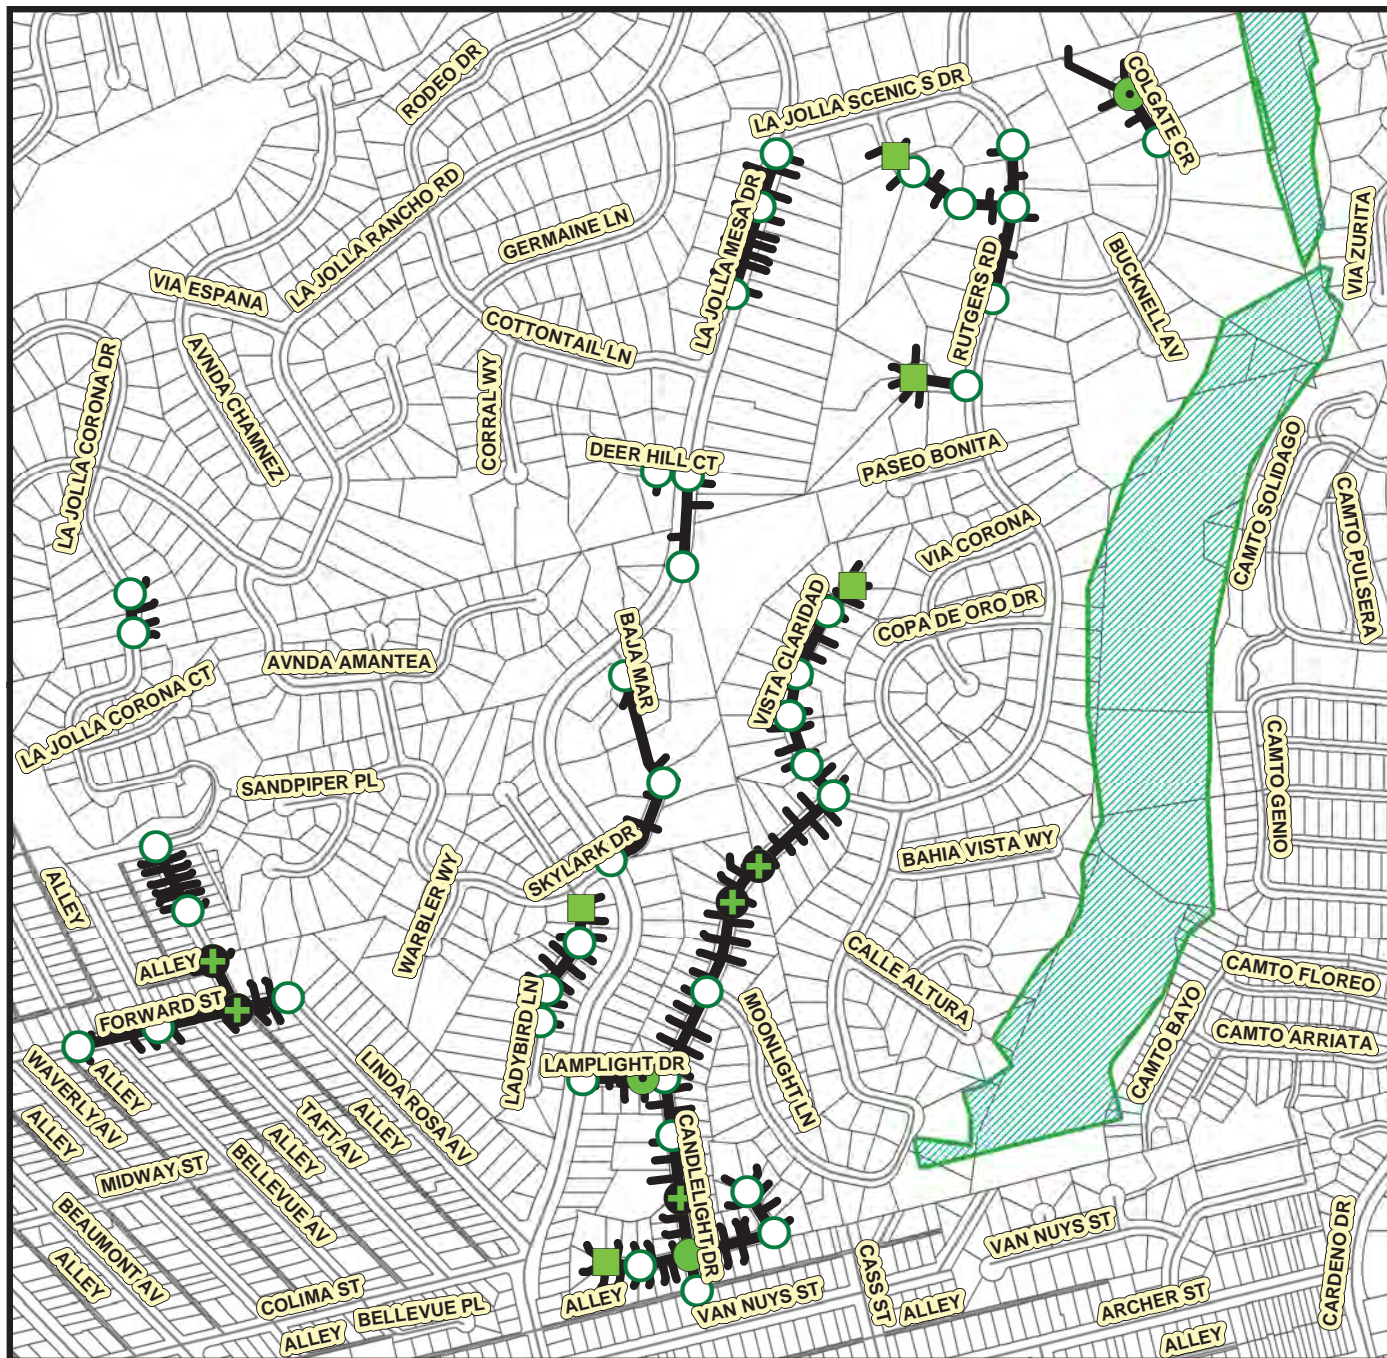 RODEO DR
COLGATE CR
LA JOLLA SCENIC S DR
LA JOLLA RANCHO RD
LA JOLLA MESA DR
GERMAINE LN
VIA ZURITA
VIA ESPANA
RUTGERS RD
BUCKNELL AV
COTTONTAIL LN
LA JOLLA CORONA DR
AVNDA CHAMNEZ
CORRAL WY
DEER HILL CT
PASEO BONITA
CAMTO SOLIDAGO
CAMTO PULSERA
VIA CORONA
COPA DE ORO DR
VISTA CLARIDAD
BAJA MAR
AVNDA AMANTEA
LA JOLLA CORONA CT
SANDPIPER PL
CAMTO GENIO
SKYLARK DR
BAHIA VISTA WY
ALLEY
WARBLER WY
CALLE ALTURA
ALLEY
CAMTO FLOREO
FORWARD ST
LADYBIRD LN
MOONLIGHT LN
CAMTO BAYO
CAMTO ARRIATA
LAMPLIGHT DR
WAVERLY AV
ALLEY
LINDA ROSA AV
ALLEY
TAFT AV
ALLEY
ALLEY
CANDLELIGHT DR
MIDWAY ST
BELLEVUE AV
BEAUMONT AV
ALLEY
VAN NUYS ST
CARDENO DR
CASS ST
COLIMA ST
ALLEY
VAN NUYS ST
ALLEY
ARCHER ST
BELLEVUE PL
ALLEY
ALLEY